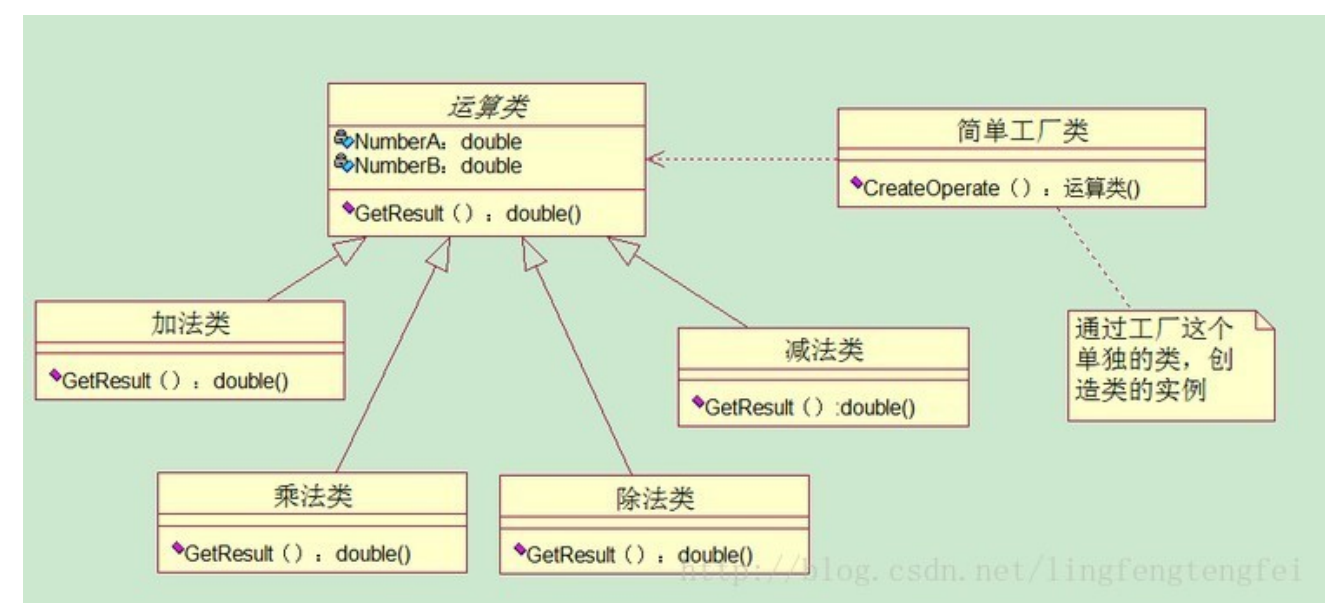 运算类
NumberA：double
NumberB：double
GetResult（）：double()
简单工厂类
CreateOperate（）：运算类()
加法类
GetResult（）：double()
减法类
GetResult（）:double()
通过工厂这个
单独的类，创
造类的实例
乘法类
GetResult（）：double()
除法类
GetResult（）：double()
http://blog.csdn.net/lingfengtengfei